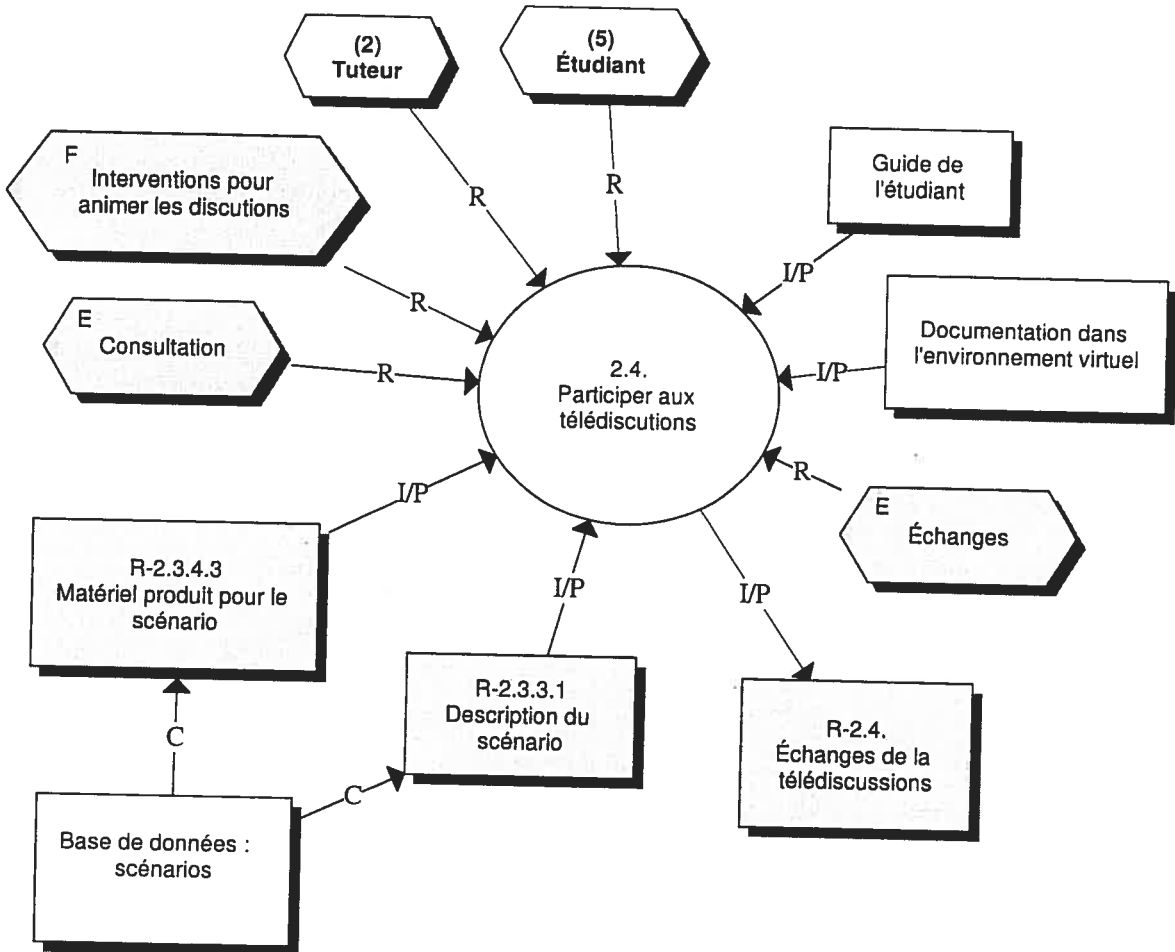 (2)
Tuteur
(5)
Étudiant
F
Interventions pour
animer les discutions
Guide de
l'étudiant
R
R
I/P
R
E
Consultation
R
2.4.
Participer aux
télédiscutions
I/P
Documentation dans
l'environnement virtuel
R
E
Échanges
I/P
R-2.3.4.3
Matériel produit pour le
scénario
I/P
I/P
C
R-2.3.3.1
Description du
scénario
R-2.4.
Échanges de la
télédiscussions
C
Base de données :
scénarios